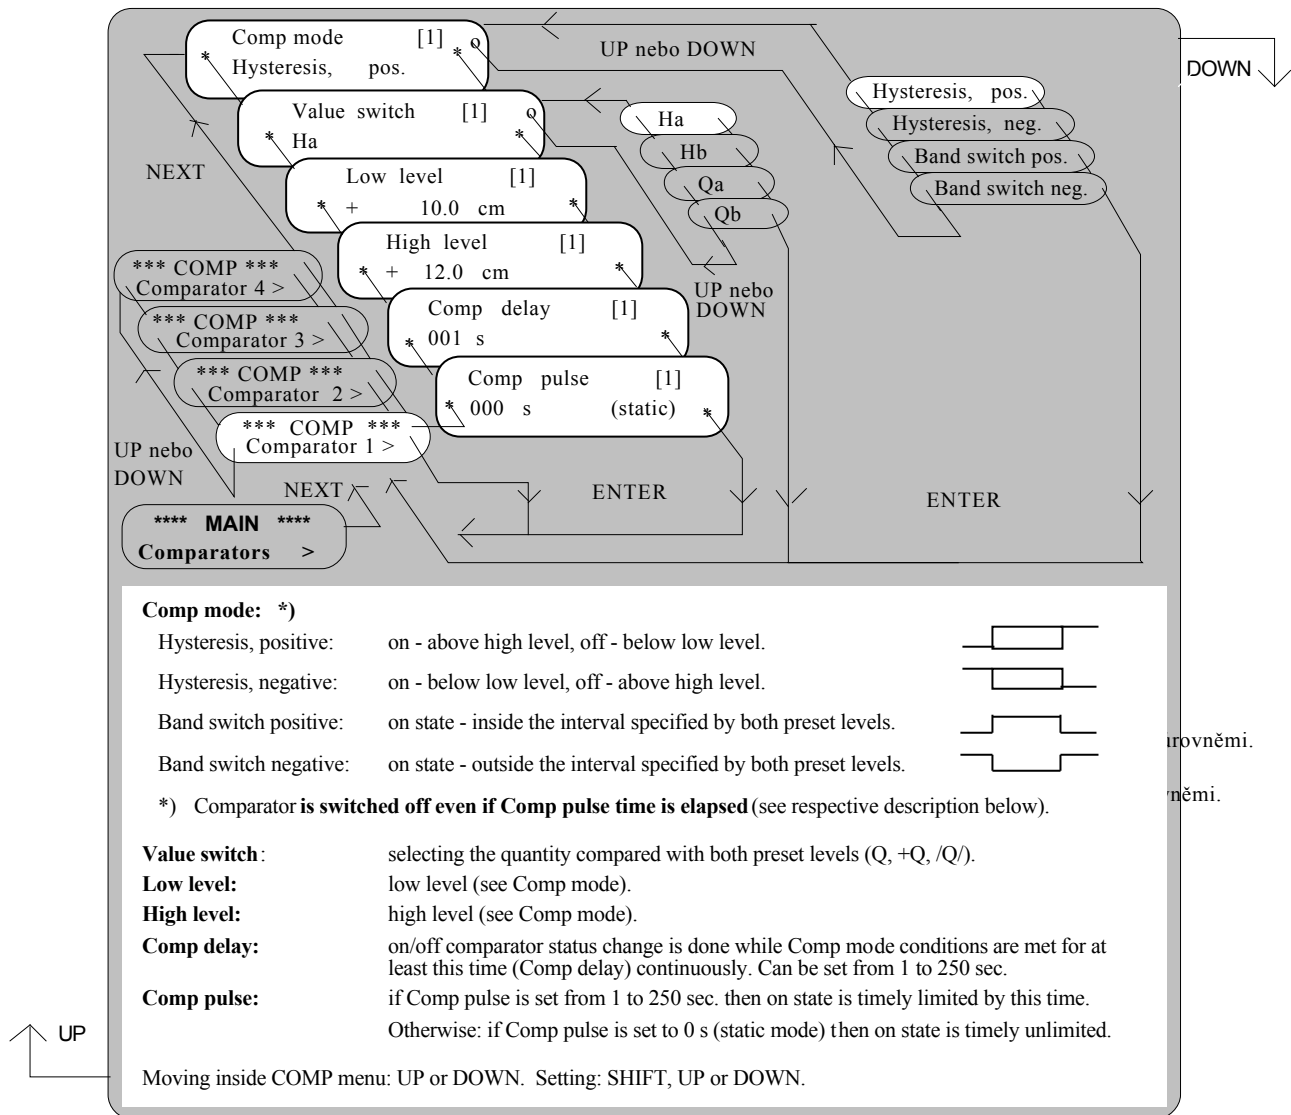 Comp mode [1] o
* Hysteresis, pos. *
UP nebo DOWN
DOWN
Value switch [1] o
* Ha *
Low level [1]
* + 10.0 cm *
High level [1]
* + 12.0 cm *
Comp delay [1]
* 001 s *
Comp pulse [1]
* 000 s (static) *
Ha
Hb
Qa
Qb
UP nebo
DOWN
Hysteresis, pos.
Hysteresis, neg.
Band switch pos.
Band switch neg.
NEXT
*** COMP ***
Comparator 4 >
*** COMP ***
Comparator 3 >
*** COMP ***
Comparator 2 >
*** COMP ***
Comparator 1 >
UP nebo
DOWN
NEXT
ENTER
ENTER
**** MAIN ****
Comparators >
Comp mode: *)
Hysteresis, positive: on - above high level, off - below low level.
Hysteresis, negative: on - below low level, off - above high level.
Band switch positive: on state - inside the interval specified by both preset levels.
Band switch negative: on state - outside the interval specified by both preset levels.
*) Comparator is switched off even if Comp pulse time is elapsed (see respective description below).
Value switch: selecting the quantity compared with both preset levels (Q, +Q, /Q/).
Low level: low level (see Comp mode).
High level: high level (see Comp mode).
Comp delay: on/off comparator status change is done while Comp mode conditions are met for at
least this time (Comp delay) continuously. Can be set from 1 to 250 sec.
Comp pulse: if Comp pulse is set from 1 to 250 sec. then on state is timely limited by this time.
Otherwise: if Comp pulse is set to 0 s (static mode) then on state is timely unlimited.
Moving inside COMP menu: UP or DOWN. Setting: SHIFT, UP or DOWN.
UP